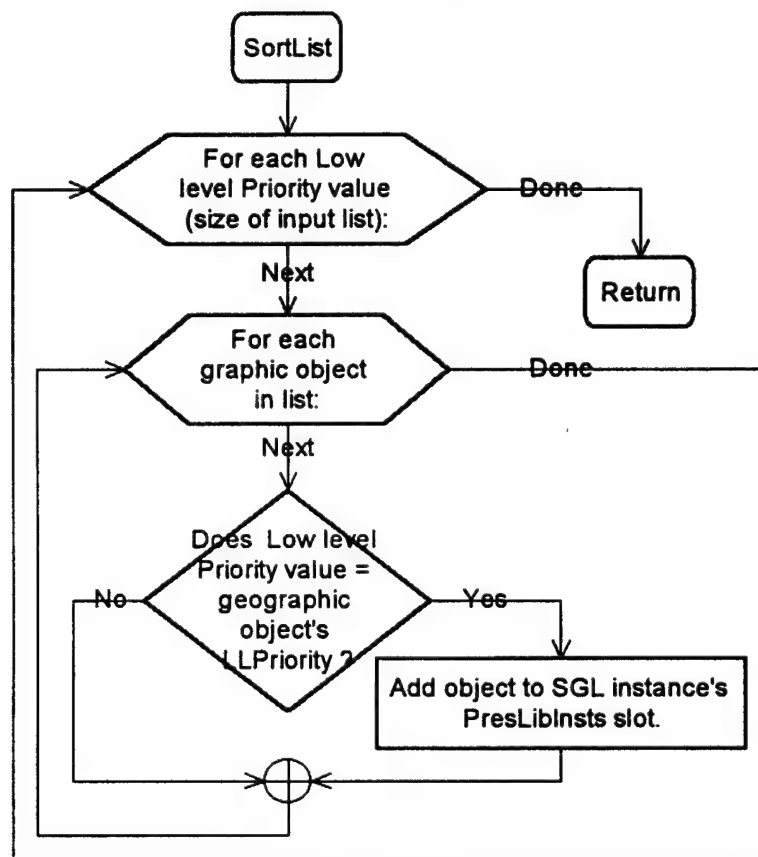 SortList
For each Low
level Priority value
(size of input list):
Done
Next
Return
For each
graphic object
in list:
Done
Next
Does Low level
Priority value =
geographic
object's
LLPriority ?
No
Yes
Add object to SGL instance's
PresLibInsts slot.